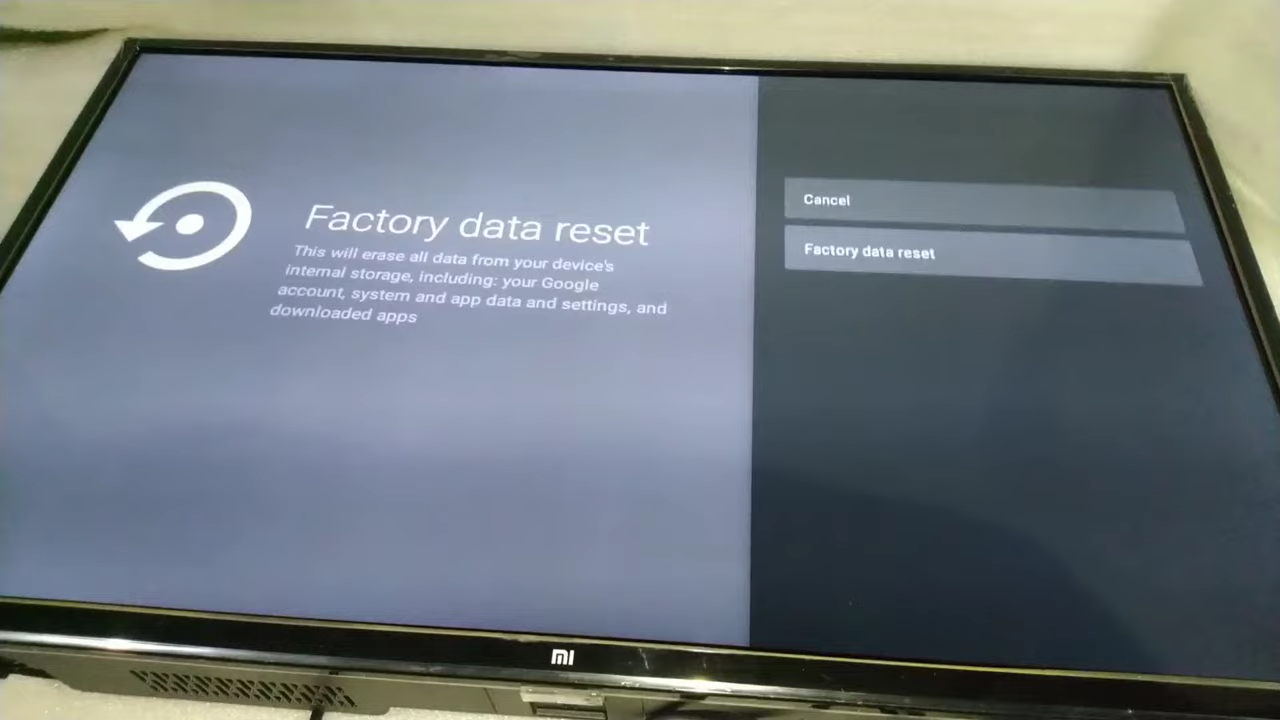 Factory data reset
This will erase all data from your device's
internal storage, including: your Google
account, system and app data and settings, and
downloaded apps
Cancel
Factory data reset
mi